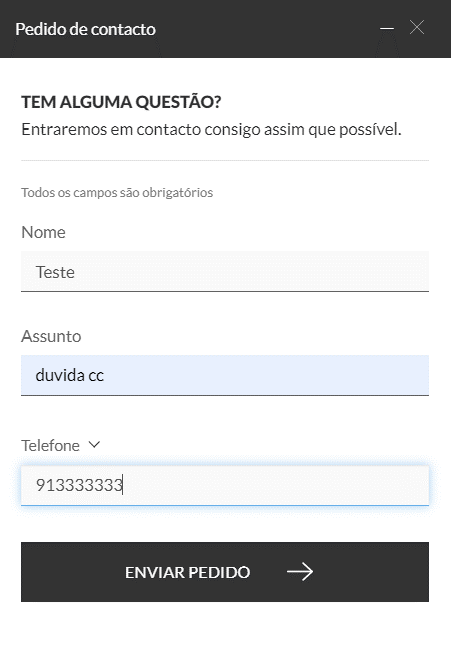 Pedido de contacto
TEM ALGUMA QUESTÃO?
Entraremos em contacto consigo assim que possível.
Todos os campos são obrigatórios
Nome
Teste
Assunto
duvida cc
Telefone
913333333
ENVIAR PEDIDO